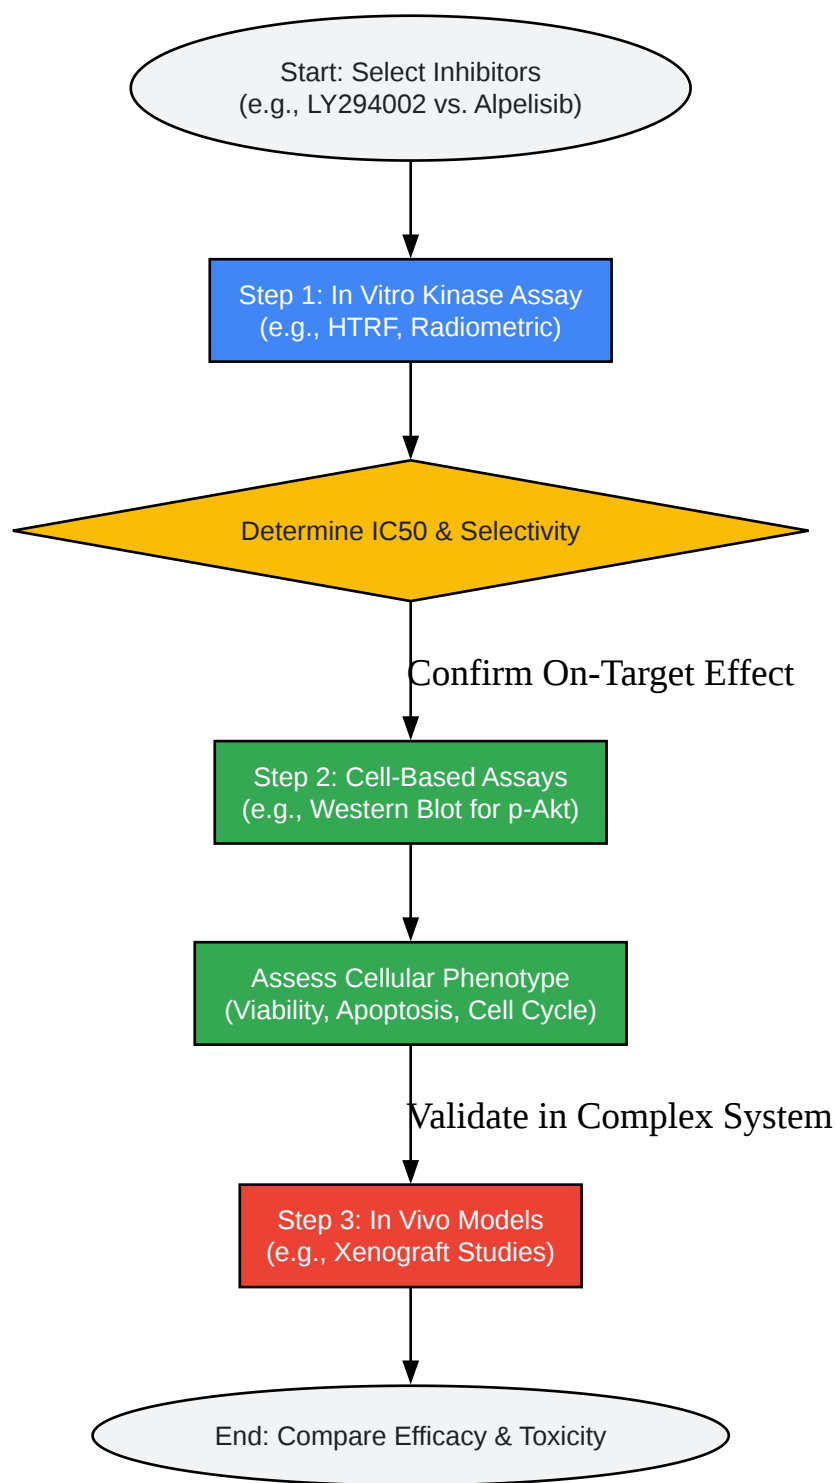 Start: Select Inhibitors
(e.g., LY294002 vs. Alpelisib)
Step 1: In Vitro Kinase Assay
(e.g., HTRF, Radiometric)
Determine IC50 & Selectivity
Confirm On-Target Effect
Step 2: Cell-Based Assays
(e.g., Western Blot for p-Akt)
Assess Cellular Phenotype
(Viability, Apoptosis, Cell Cycle)
Validate in Complex System
Step 3: In Vivo Models
(e.g., Xenograft Studies)
End: Compare Efficacy & Toxicity